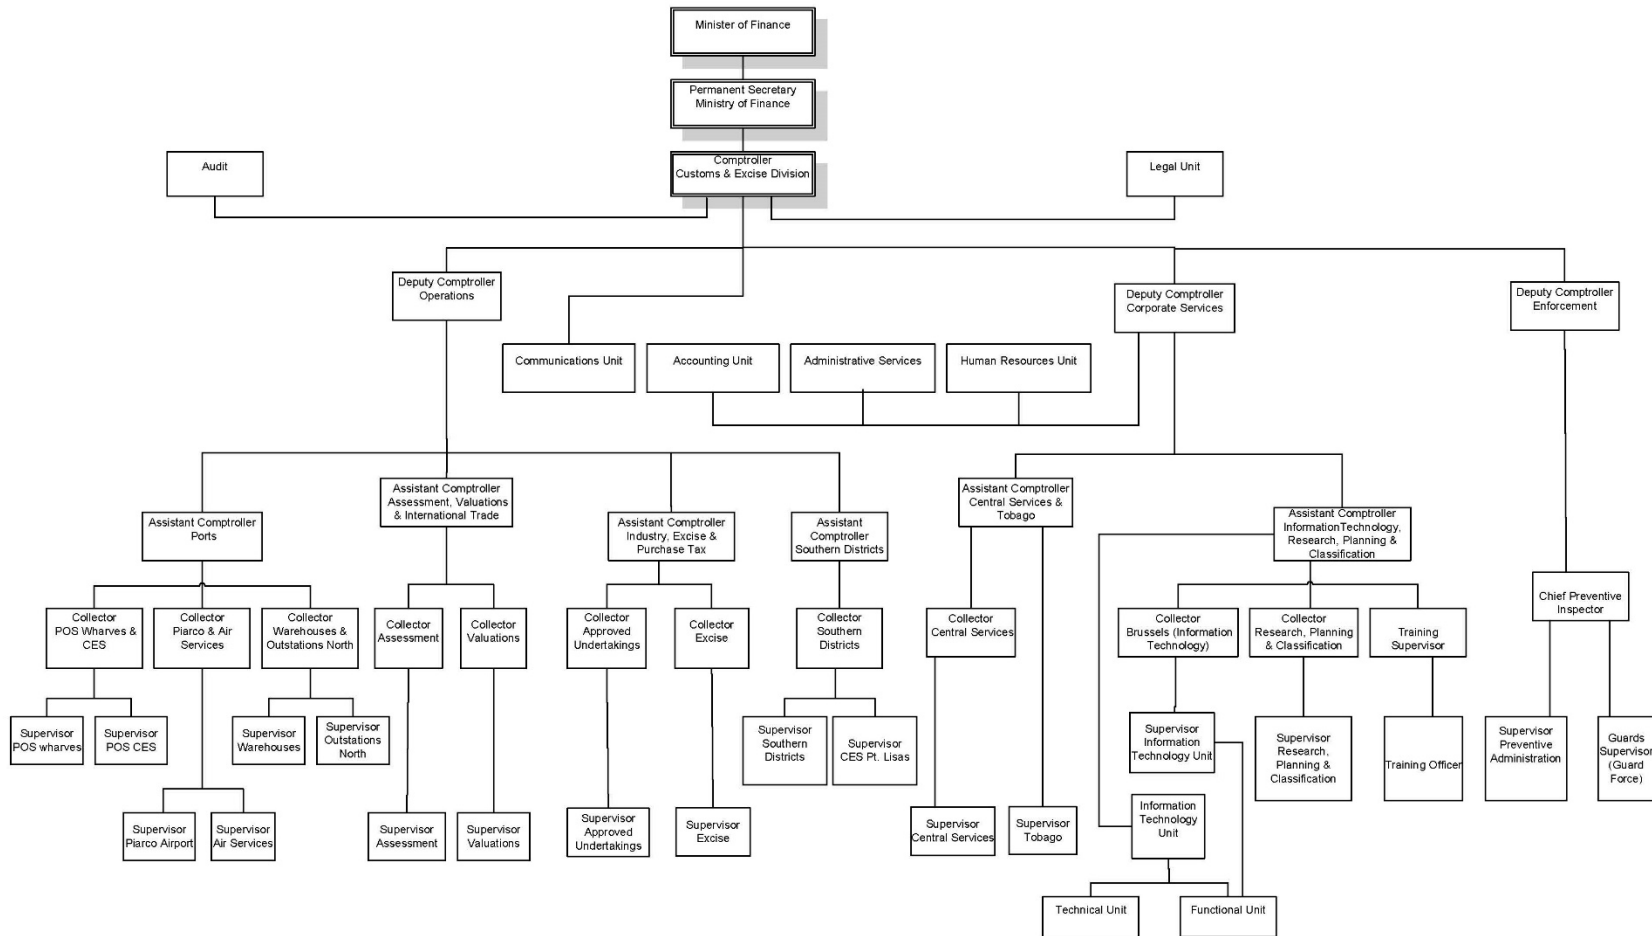 Minister of Finance
Permanent Secretary
Ministry of Finance
Audit
Comptroller
Customs & Excise Division
Legal Unit
Deputy Comptroller
Operations
Deputy Comptroller
Corporate Services
Deputy Comptroller
Enforcement
Communications Unit
Accounting Unit
Administrative Services
Human Resources Unit
Assistant Comptroller
Ports
Assistant Comptroller
Assessment, Valuations
& International Trade
Assistant Comptroller
Industry, Excise &
Purchase Tax
Assistant
Comptroller
Southern Districts
Assistant Comptroller
Central Services &
Tobago
Assistant Comptroller
InformationTechnology,
Research, Planning &
Classification
Chief Preventive
Inspector
Collector
POS Wharves &
CES
Collector
Piarco & Air
Services
Collector
Warehouses &
Outstations North
Collector
Assessment
Collector
Valuations
Collector
Approved
Undertakings
Collector
Excise
Collector
Southern
Districts
Collector
Central Services
Collector
Brussels (Information
Technology)
Collector
Research, Planning
& Classification
Training
Supervisor
Supervisor
POS wharves
Supervisor
POS CES
Supervisor
Warehouses
Supervisor
Outstations
North
Supervisor
Southern
Districts
Supervisor
CES Pt. Lisas
Supervisor
Information
Technology Unit
Supervisor
Research,
Planning &
Classification
Training Officer
Supervisor
Preventive
Administration
Guards
Supervisor
(Guard
Force)
Supervisor
Piarco Airport
Supervisor
Air Services
Supervisor
Assessment
Supervisor
Valuations
Supervisor
Approved
Undertakings
Supervisor
Excise
Supervisor
Central Services
Supervisor
Tobago
Information
Technology
Unit
Technical Unit
Functional Unit